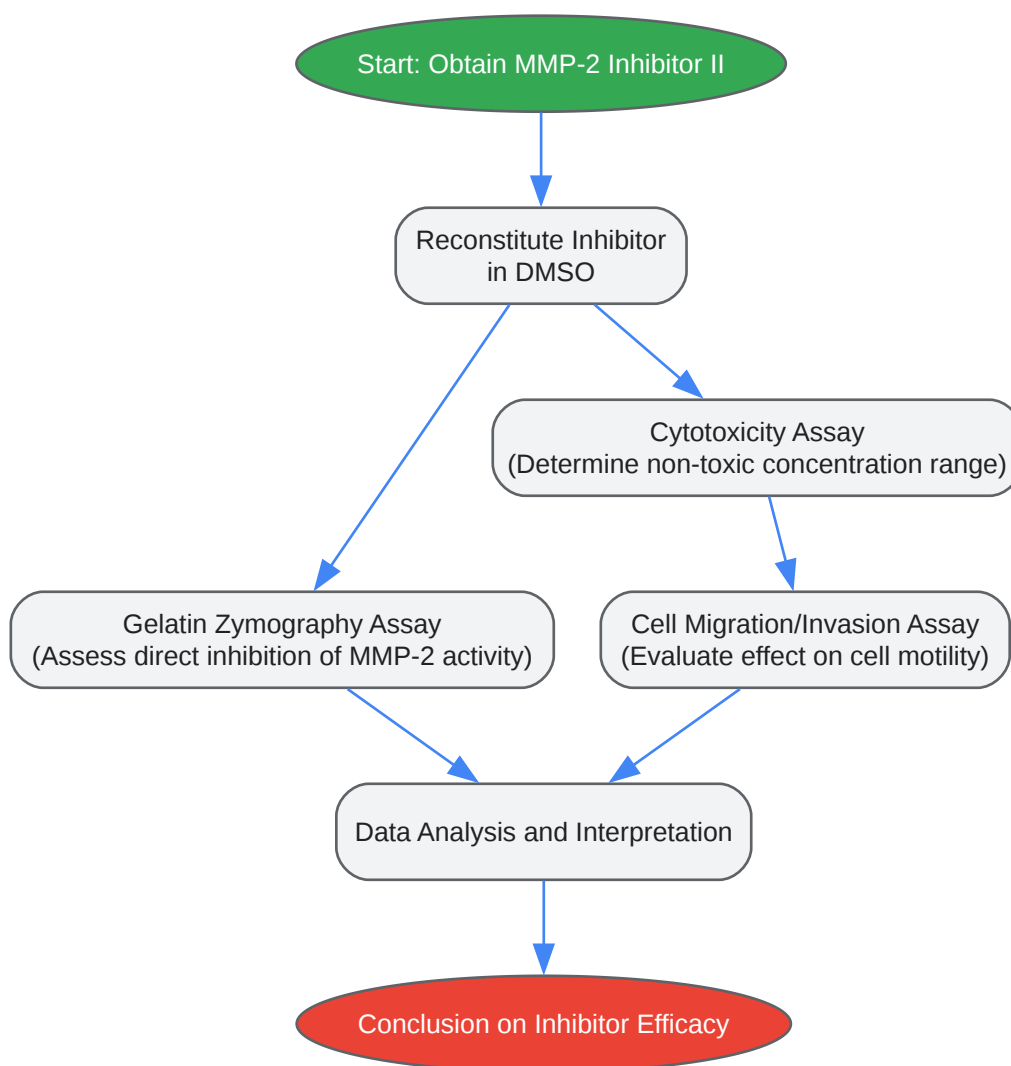 Start: Obtain MMP-2 Inhibitor II
Reconstitute Inhibitor
in DMSO
Cytotoxicity Assay
(Determine non-toxic concentration range)
Gelatin Zymography Assay
(Assess direct inhibition of MMP-2 activity)
Cell Migration/Invasion Assay
(Evaluate effect on cell motility)
Data Analysis and Interpretation
Conclusion on Inhibitor Efficacy